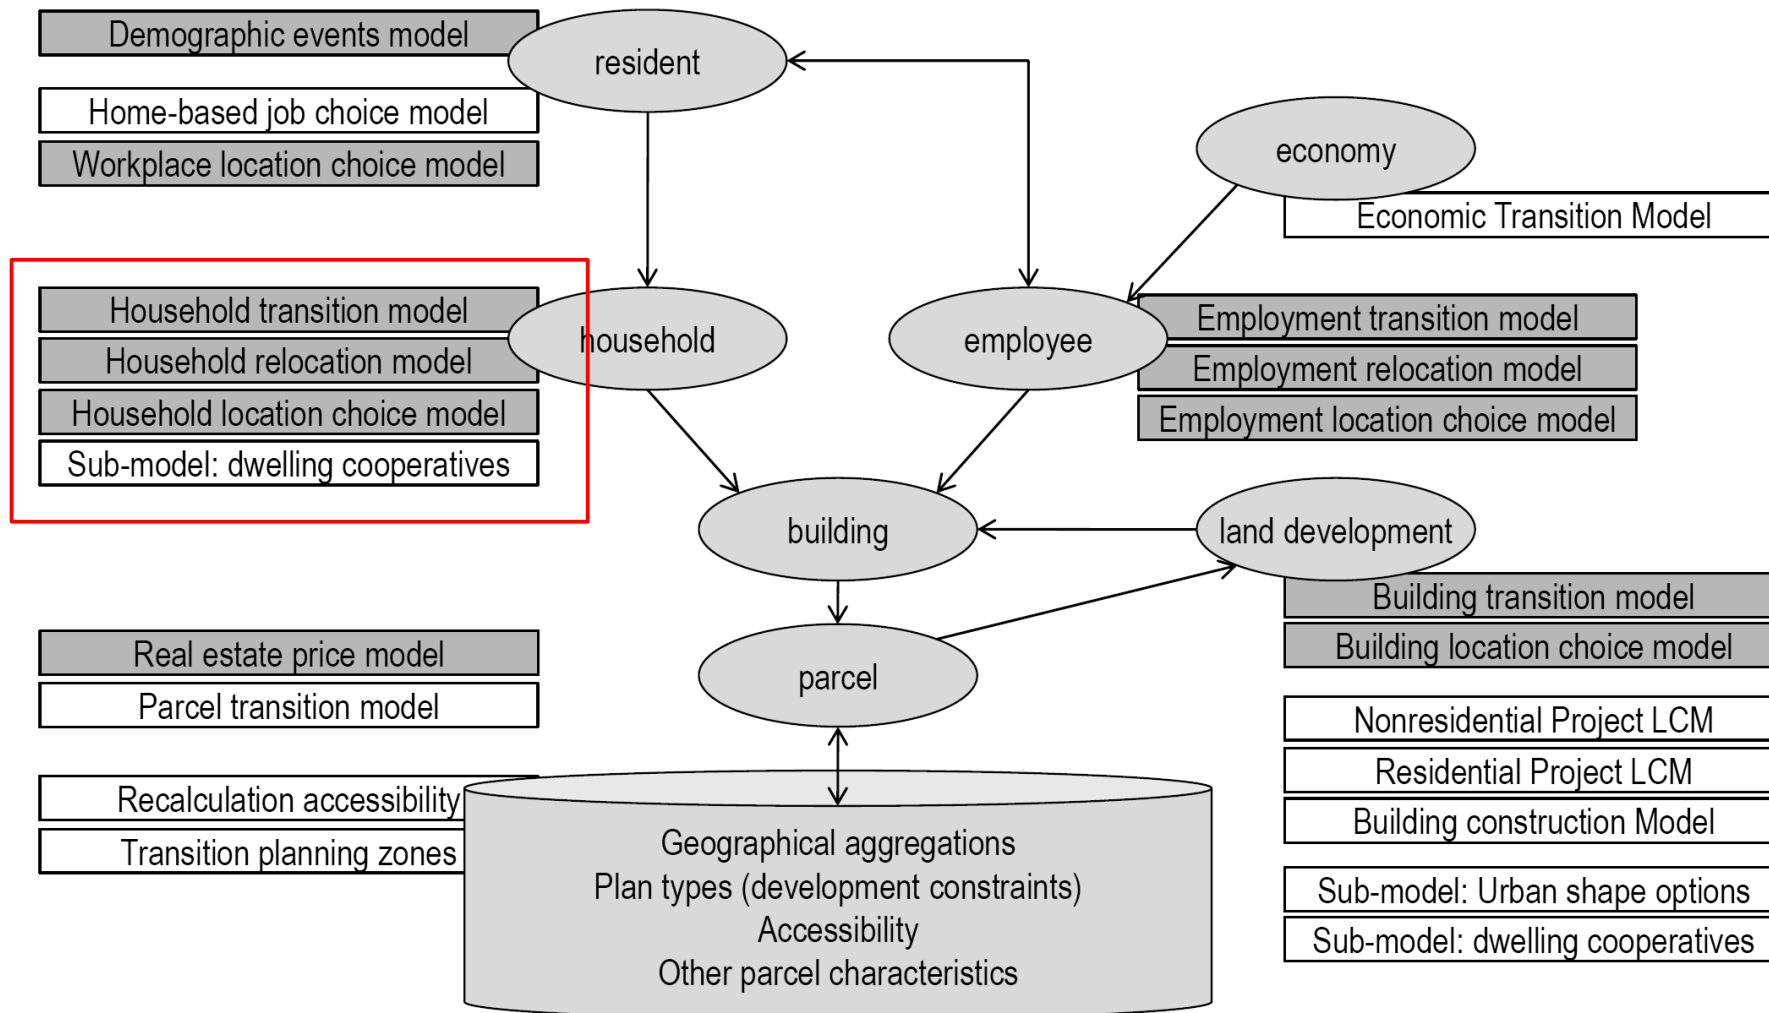 Demographic events model
resident
Home-based job choice model
Workplace location choice model
economy
Economic Transition Model
Household transition model
Household relocation model
household
Household location choice model
Sub-model: dwelling cooperatives
employee
Employment transition model
Employment relocation model
Employment location choice model
building
land development
Building transition model
Building location choice model
Real estate price model
Parcel transition model
parcel
Nonresidential Project LCM
Residential Project LCM
Building construction Model
Recalculation accessibility
Transition planning zones
Geographical aggregations
Plan types (development constraints)
Accessibility
Other parcel characteristics
Sub-model: Urban shape options
Sub-model: dwelling cooperatives